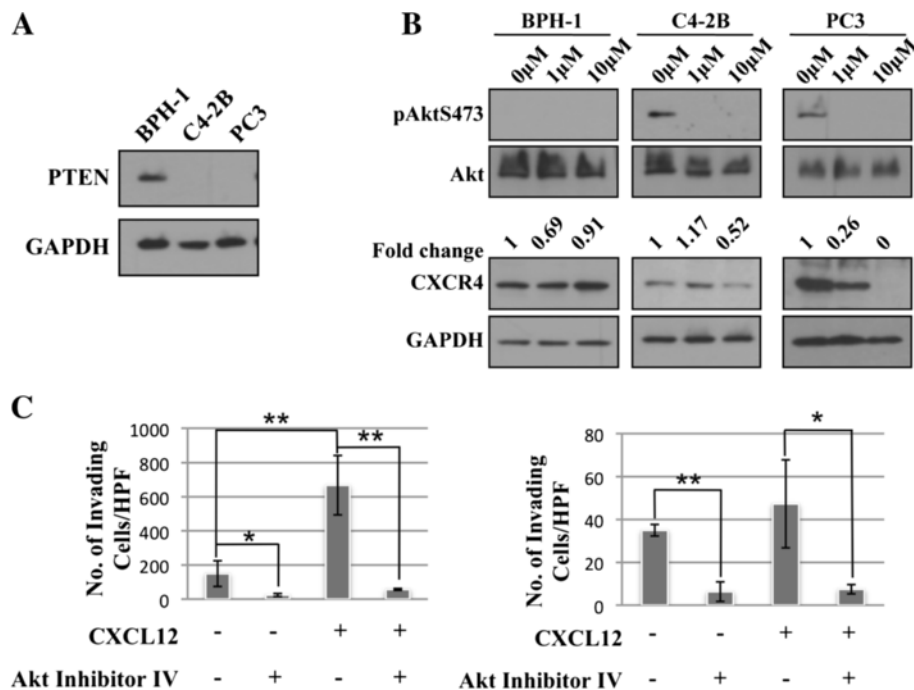 A
BPH-1 C4-2B PC3
PTEN
GAPDH
B
BPH-1 C4-2B PC3
0µM 1µM 10µM 0µM 1µM 10µM 0µM 1µM 10µM
pAktS473
Akt
Fold change 1 0.69 0.91 1 1.17 0.52 1 0.26 0
CXCR4
GAPDH
C
No. of Invading
Cells/HPF
1000
800
600
400
200
0
* ** **
CXCL12 - - + +
Akt Inhibitor IV - + - +
No. of Invading
Cells/HPF
80
60
40
20
0
** *
CXCL12 - - + +
Akt Inhibitor IV - + - +